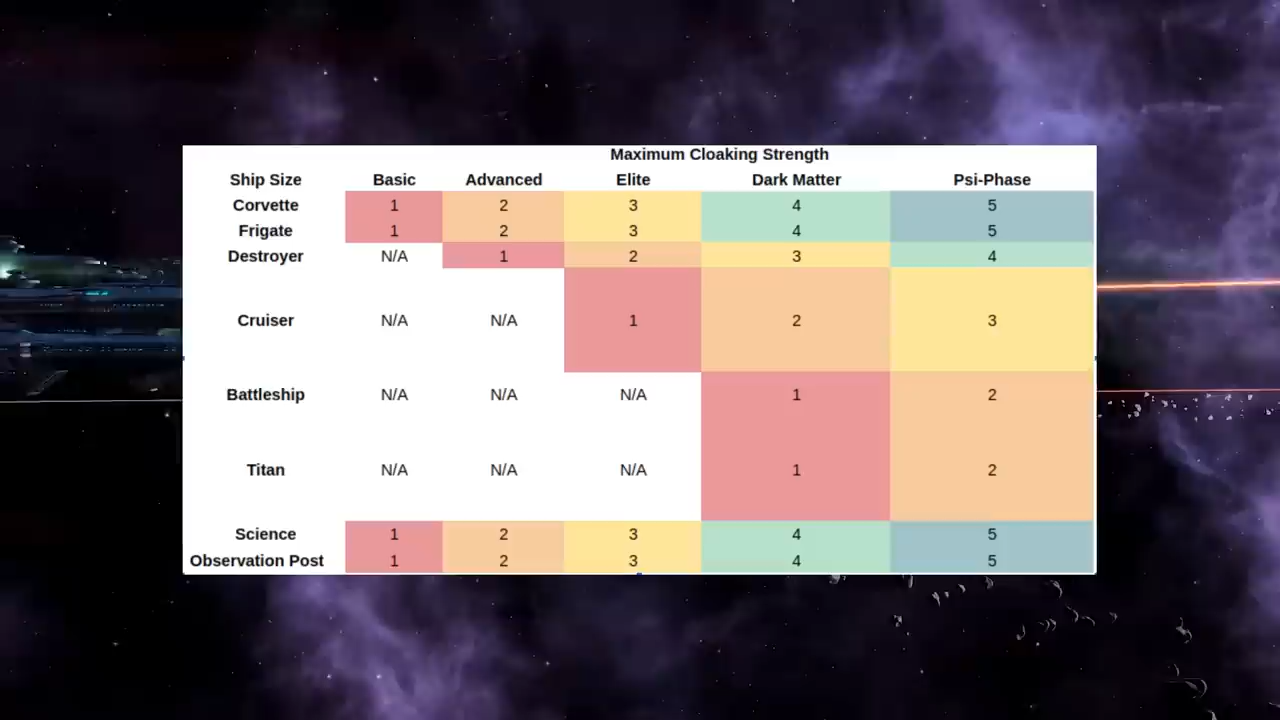 Maximum Cloaking Strength
Ship Size Basic Advanced Elite Dark Matter Psi-Phase
Corvette 1 2 3 4 5
Frigate 1 2 3 4 5
Destroyer N/A 1 2 3 4
Cruiser N/A N/A 1 2 3
Battleship N/A N/A N/A 1 2
Titan N/A N/A N/A 1 2
Science 1 2 3 4 5
Observation Post 1 2 3 4 5